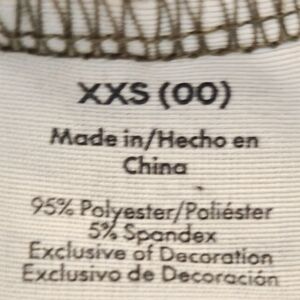 XXS (00)
Made in/Hecho en
China
95% Polyester/Poliéster
5% Spandex
Exclusive of Decoration
Exclusivo de Decoración